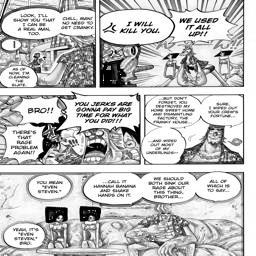 WE USED
IT ALL
UP!!
I WILL
KILL YOU.
CHILL, MAN!
NO NEED TO
GET CRANKY.
LOOK, I'LL
SHOW YOU
THAT I
CAN BE
A REAL
MAN,
TOO.
AS OF
NOW, I'M
CLEANING
THE
SLATE.
SURE,
I WIPED OUT
YOUR CREW'S
FORTUNE...
...BUT DON'T
FORGET, YOU
DESTROYED MY
HOME SWEET HOME
AND DISMANTLING
FACTORY, THE
FRANKY HOUSE...
...AND WIPED
OUT MOST
OF MY
UNDERLINGS--
YOU JERKS ARE
GONNA PAY BIG
TIME FOR WHAT
YOU DID!!!
BRO!!
THERE'S
THAT RAGE
PROBLEM
AGAIN!!
ALL OF
WHICH IS
TO SAY...
WE SHOULD
BOTH SINK OUR
RAGE ABOUT
THIS THING,
BROTHER...
...CALL IT
HANNAH BANANA
AND SHAKE
HANDS ON IT.
YOU MEAN
"EVEN
STEVEN."
YEAH, IT'S
"EVEN
STEVEN,"
BRO.